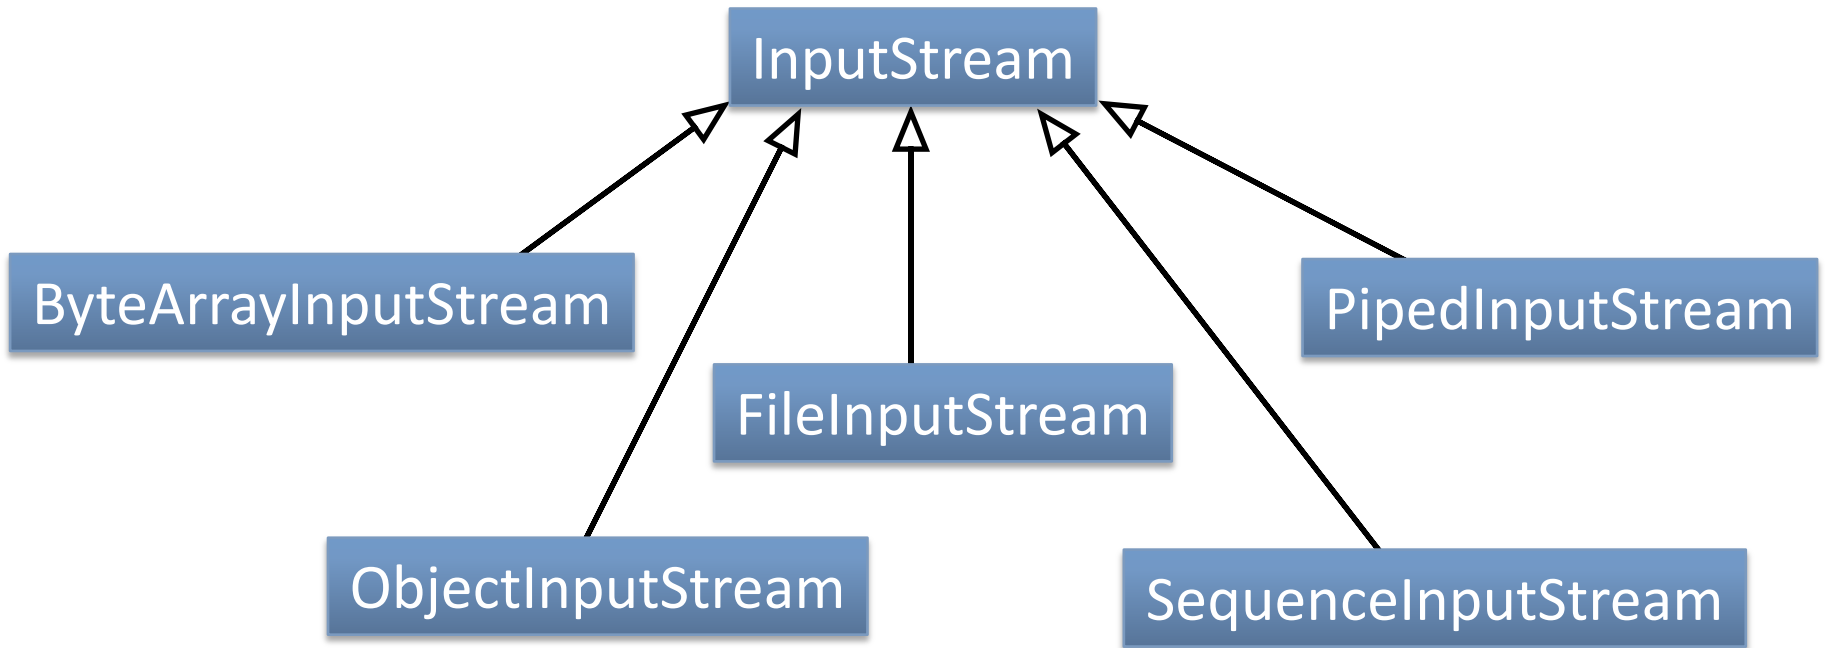 InputStream
ByteArrayInputStream
PipedInputStream
FileInputStream
ObjectInputStream
SequenceInputStream